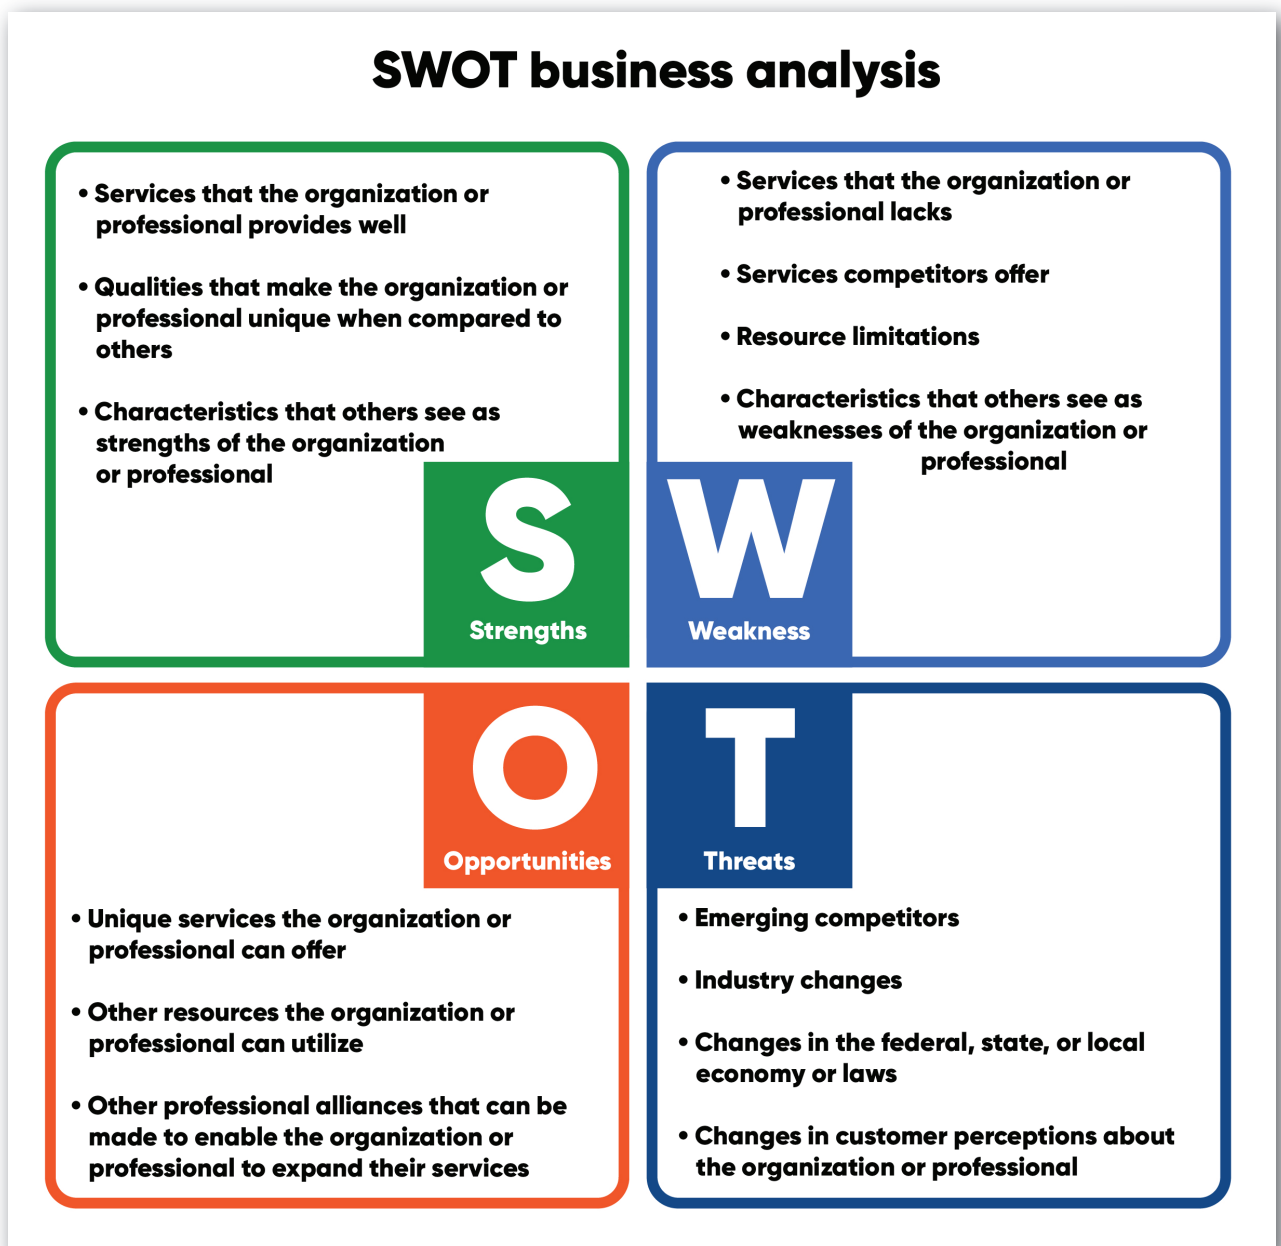 SWOT business analysis
• Services that the organization or
professional provides well
• Qualities that make the organization or
professional unique when compared to
others
• Characteristics that others see as
strengths of the organization
or professional
S
Strengths
• Services that the organization or
professional lacks
• Services competitors offer
• Resource limitations
• Characteristics that others see as
weaknesses of the organization or
professional
W
Weakness
O
Opportunities
• Unique services the organization or
professional can offer
• Other resources the organization or
professional can utilize
• Other professional alliances that can be
made to enable the organization or
professional to expand their services
T
Threats
• Emerging competitors
• Industry changes
• Changes in the federal, state, or local
economy or laws
• Changes in customer perceptions about
the organization or professional